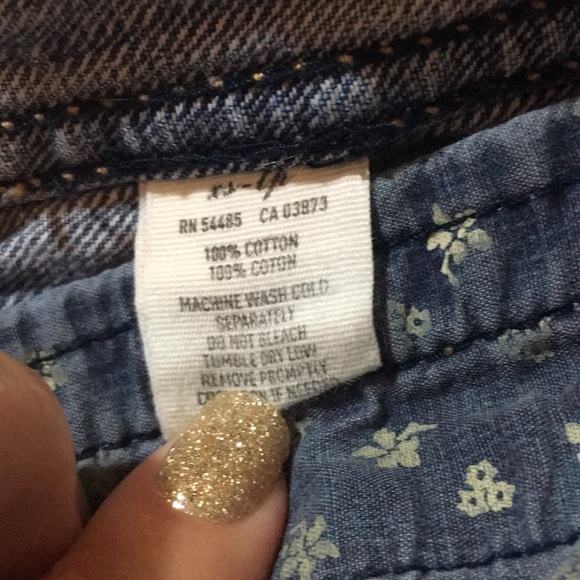 RN 54485 CA 03873
100% COTTON
100% COTON
MACHINE WASH COLD
SEPARATELY
DO NOT BLEACH
TUMBLE DRY LOW
REMOVE PROMPTLY
IF NEEDED